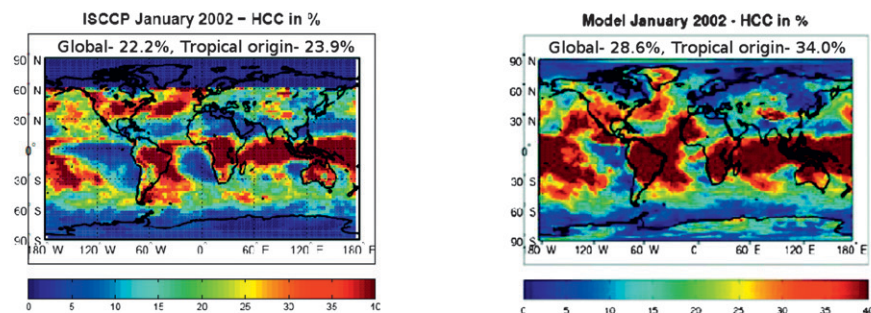 ISCCP January 2002 – HCC in %
Global- 22.2%, Tropical origin- 23.9%
90° N
60 N
30 N
0°
30 S
60 S
90 S
180° W 120° W 60° W 0° 60° E 120° E 180° E
0 5 10 15 20 25 30 35 40
Model January 2002 - HCC in %
Global- 28.6%, Tropical origin- 34.0%
90° N
60 N
30 N
0°
30 S
60 S
90 S
180 W 120° W 60° W 0° 60° E 120° E 180° E
0 5 10 15 20 25 30 35 40